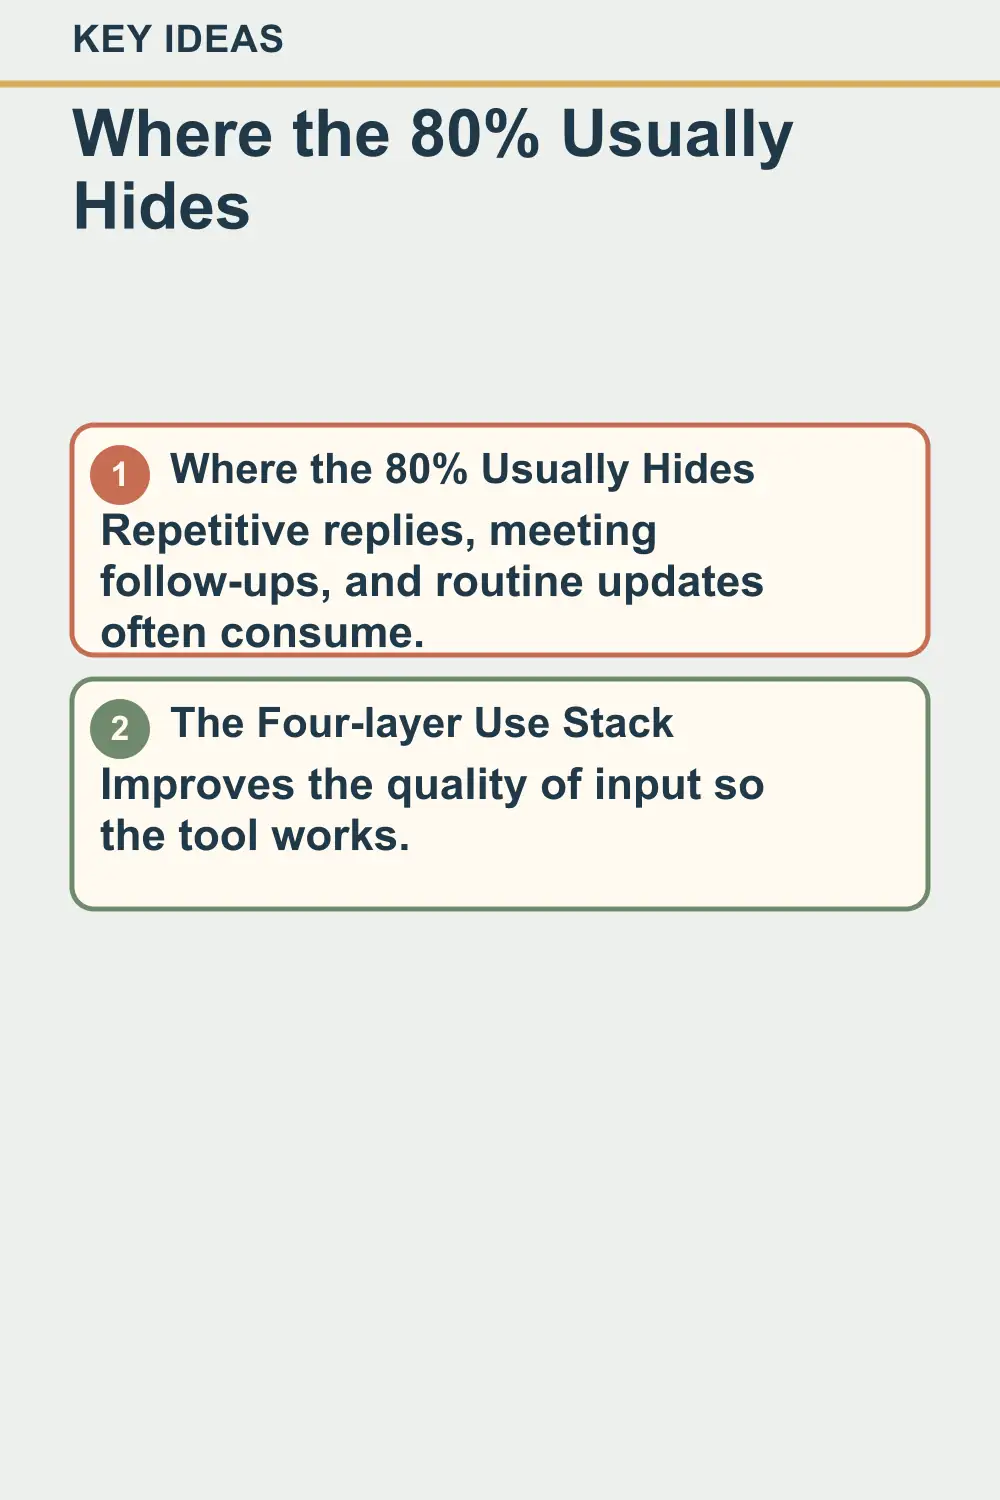 KEY IDEAS
Where the 80% Usually
Hides
1 Where the 80% Usually Hides
Repetitive replies, meeting
follow-ups, and routine updates
often consume.
2 The Four-layer Use Stack
Improves the quality of input so
the tool works.